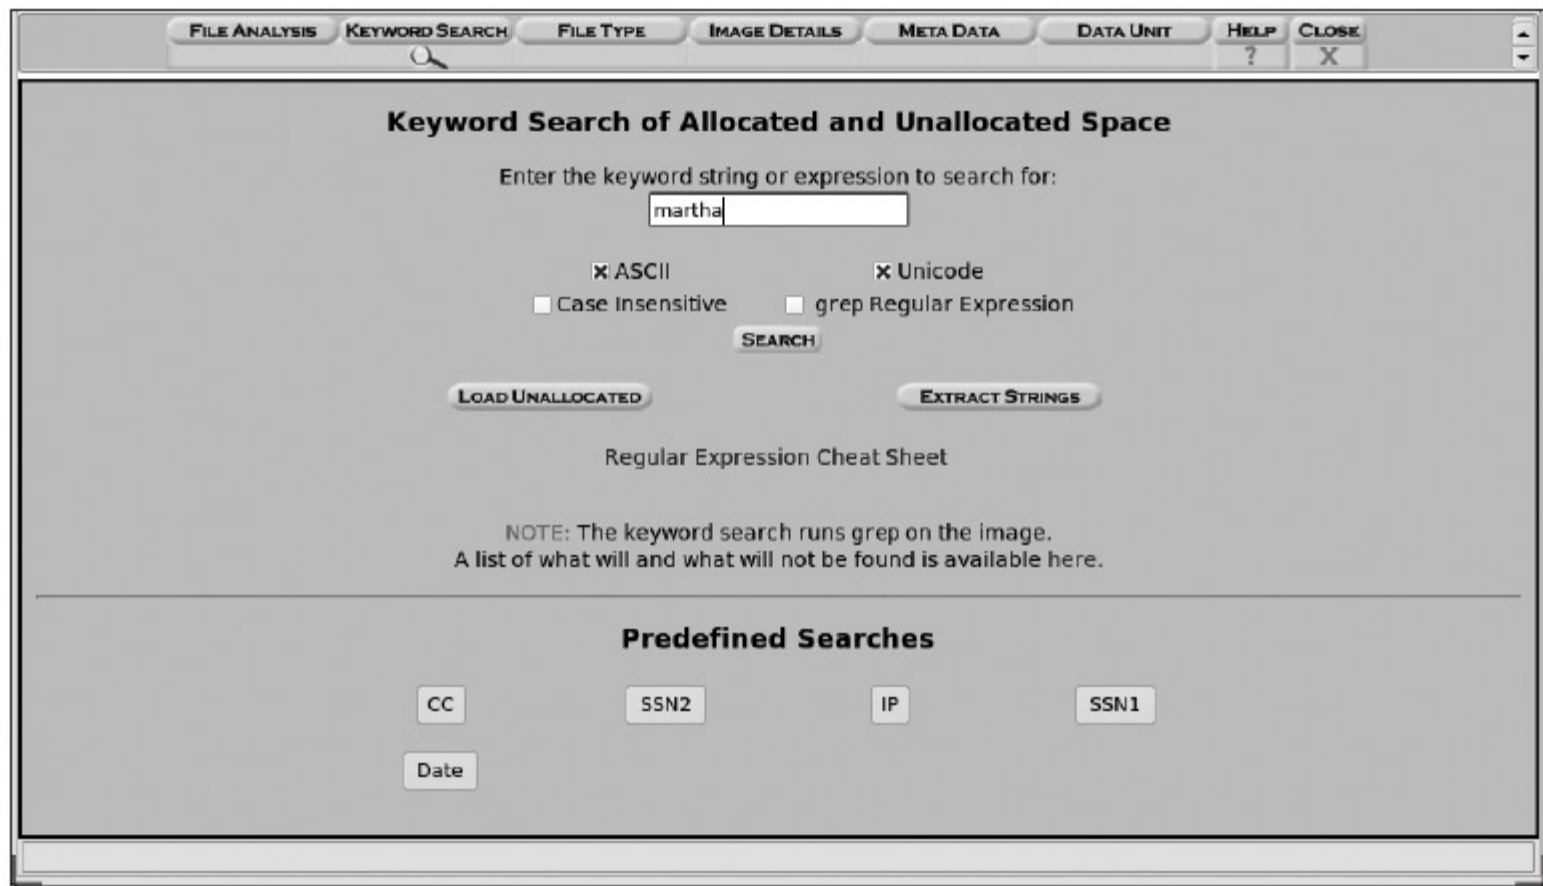 FILE ANALYSIS KEYWORD SEARCH FILE TYPE IMAGE DETAILS META DATA DATA UNIT HELP CLOSE
? X
Keyword Search of Allocated and Unallocated Space
Enter the keyword string or expression to search for:
martha
ASCII Unicode
Case Insensitive grep Regular Expression
SEARCH
LOAD UNALLOCATED EXTRACT STRINGS
Regular Expression Cheat Sheet
NOTE: The keyword search runs grep on the image.
A list of what will and what will not be found is available here.
Predefined Searches
CC SSN2 IP SSN1
Date